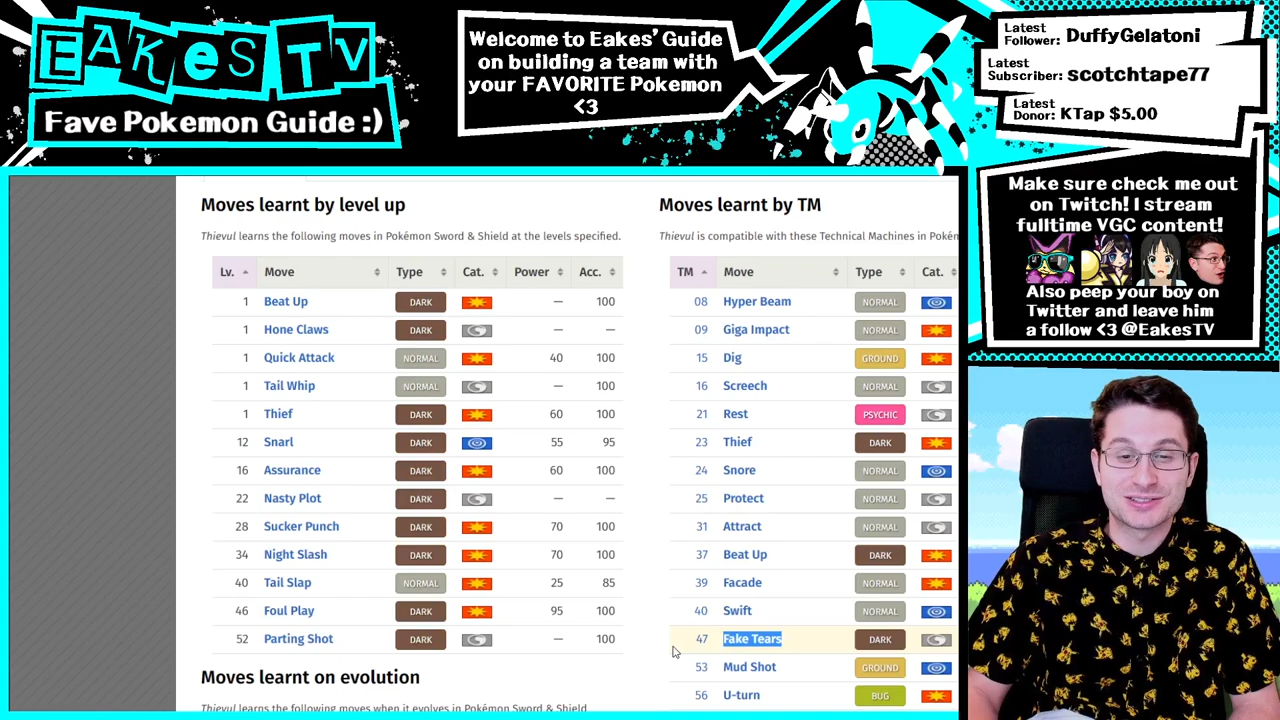 EAKES TV
Fave Pokemon Guide :)
Welcome to Eakes' Guide
on building a team with
your FAVORITE Pokemon
<3
Latest
Follower: DuffyGelatoni
Latest
Subscriber: scotchtape77
Latest
Donor: KTap $5.00
Make sure check me out
on Twitch! I stream
fulltime VGC content!
Also peep your boy on
Twitter and leave him
a follow <3 @EakesTV
Moves learnt by level up
Thievul learns the following moves in Pokémon Sword & Shield at the levels specified.
Lv. Move Type Cat. Power Acc.
1 Beat Up DARK — 100
1 Hone Claws DARK — —
1 Quick Attack NORMAL 40 100
1 Tail Whip NORMAL — 100
1 Thief DARK 60 100
12 Snarl DARK 55 95
16 Assurance DARK 60 100
22 Nasty Plot DARK — —
28 Sucker Punch DARK 70 100
34 Night Slash DARK 70 100
40 Tail Slap NORMAL 25 85
46 Foul Play DARK 95 100
52 Parting Shot DARK — 100
Moves learnt on evolution
Thievul learns the following moves when it evolves in Pokémon Sword & Shield
Moves learnt by TM
Thievul is compatible with these Technical Machines in Pokém
TM Move Type Cat.
08 Hyper Beam NORMAL
09 Giga Impact NORMAL
15 Dig GROUND
16 Screech NORMAL
21 Rest PSYCHIC
23 Thief DARK
24 Snore NORMAL
25 Protect NORMAL
31 Attract NORMAL
37 Beat Up DARK
39 Facade NORMAL
40 Swift NORMAL
47 Fake Tears DARK
53 Mud Shot GROUND
56 U-turn BUG